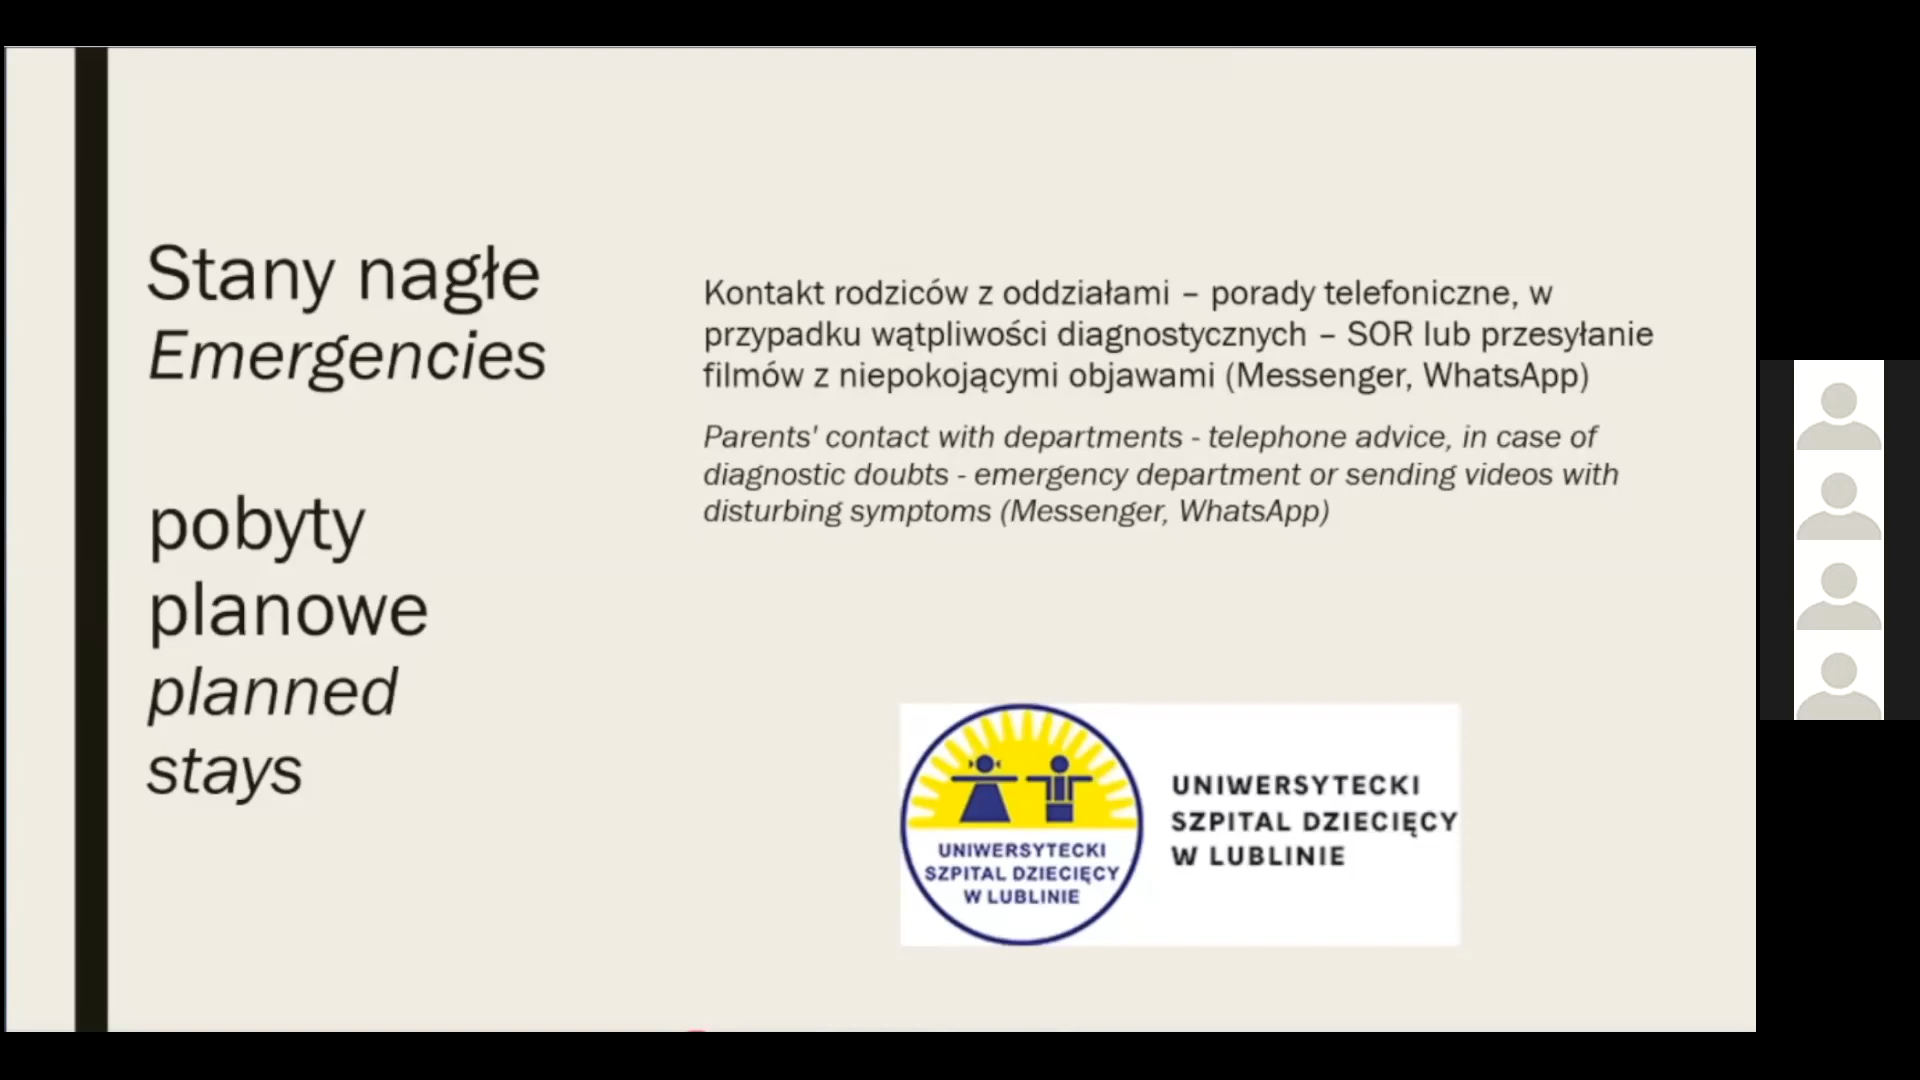 Stany nagłe
Emergencies
pobyty
planowe
planned
stays
Kontakt rodziców z oddziałami – porady telefoniczne, w
przypadku wątpliwości diagnostycznych – SOR lub przesyłanie
filmów z niepokojącymi objawami (Messenger, WhatsApp)
Parents' contact with departments - telephone advice, in case of
diagnostic doubts - emergency department or sending videos with
disturbing symptoms (Messenger, WhatsApp)
UNIWERSYTECKI
SZPITAL DZIECIĘCY
W LUBLINIE
UNIWERSYTECKI
SZPITAL DZIECIĘCY
W LUBLINIE